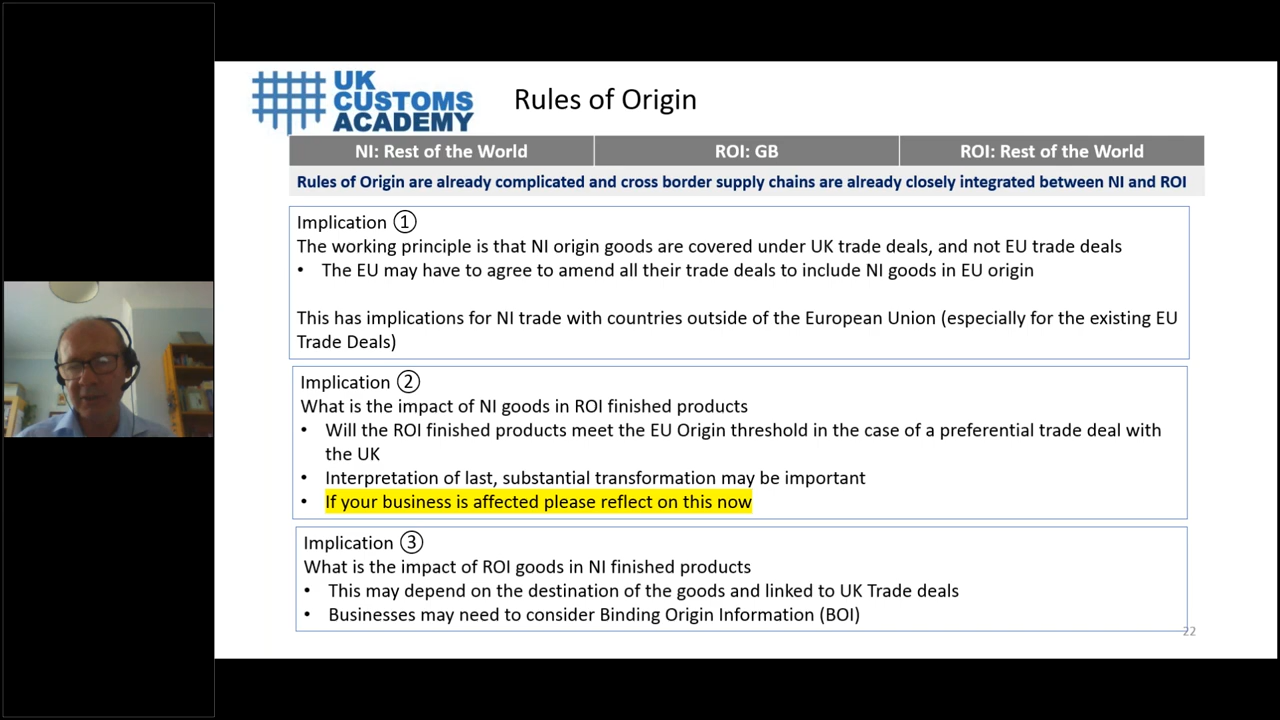 UK
CUSTOMS
ACADEMY
Rules of Origin
NI: Rest of the World
ROI: GB
ROI: Rest of the World
Rules of Origin are already complicated and cross border supply chains are already closely integrated between NI and ROI
Implication ①
The working principle is that NI origin goods are covered under UK trade deals, and not EU trade deals
• The EU may have to agree to amend all their trade deals to include NI goods in EU origin
This has implications for NI trade with countries outside of the European Union (especially for the existing EU
Trade Deals)
Implication ②
What is the impact of NI goods in ROI finished products
• Will the ROI finished products meet the EU Origin threshold in the case of a preferential trade deal with
the UK
• Interpretation of last, substantial transformation may be important
• If your business is affected please reflect on this now
Implication ③
What is the impact of ROI goods in NI finished products
• This may depend on the destination of the goods and linked to UK Trade deals
• Businesses may need to consider Binding Origin Information (BOI)
22